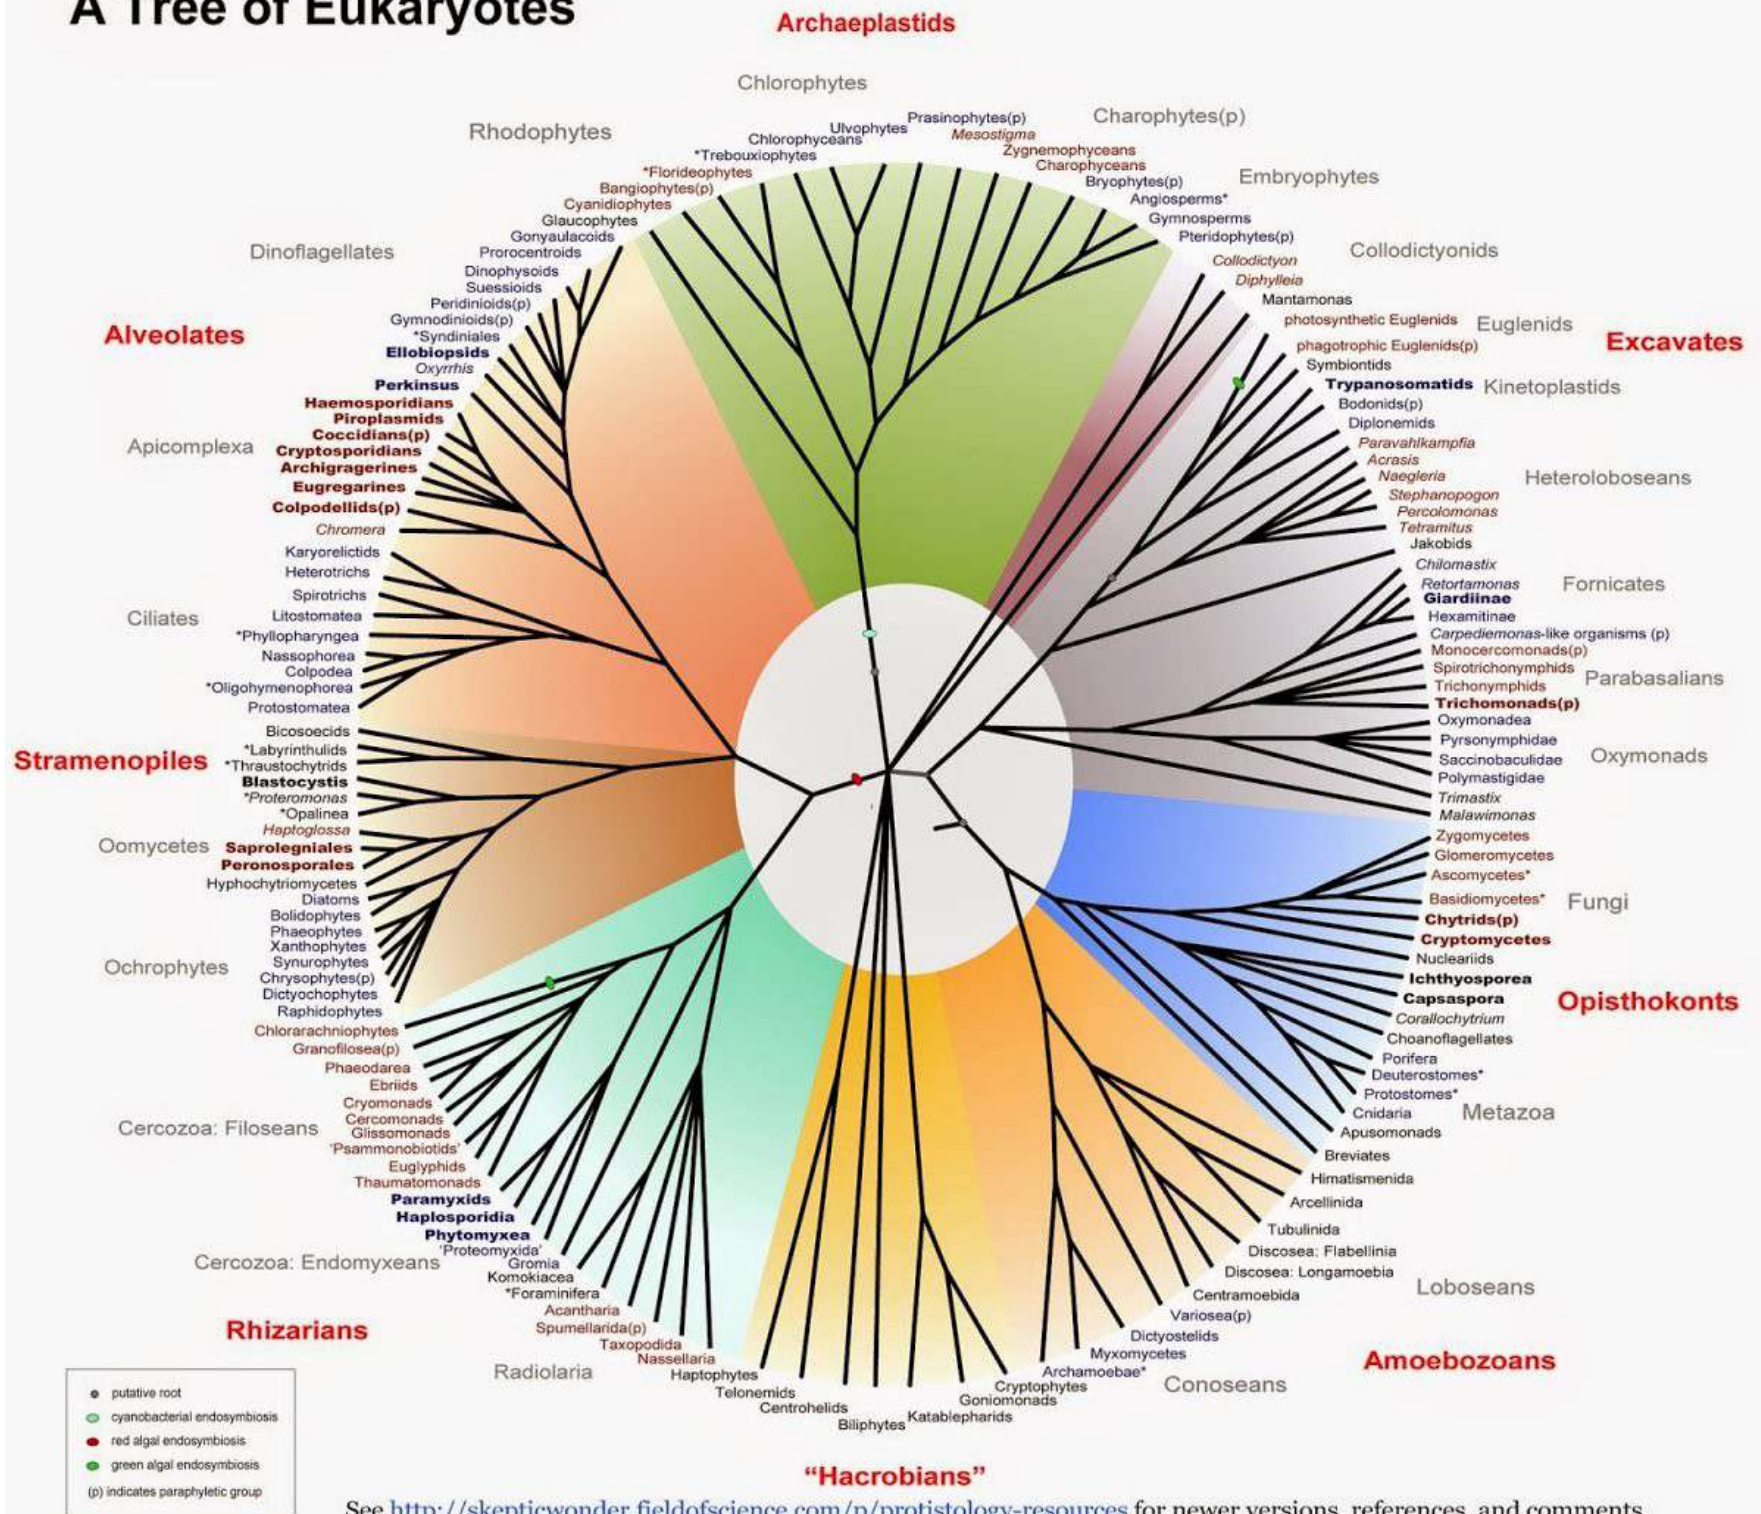 A Tree of Eukaryotes
Archaeplastids
Chlorophytes
Rhodophytes
Charophytes(p)
Embryophytes
Glaucophytes
Cyanidiophytes
Bangiophytes(p)
*Florideophytes
*Trebouxiophytes
Chlorophyceans
Ulvophytes
Prasinophytes(p)
Mesostigma
Zygnemophyceans
Charophyceans
Bryophytes(p)
Angiosperms*
Gymnosperms
Pteridophytes(p)
Collodictyonids
Collodictyon
Diphylleia
Mantamonas
Excavates
photosynthetic Euglenids
Euglenids
phagotrophic Euglenids(p)
Symbiontids
Trypanosomatids
Kinetoplastids
Bodonids(p)
Diplonemids
Paravahlkampfia
Acrasis
Naegleria
Heteroloboseans
Stephanopogon
Percolomonas
Tetramitus
Jakobids
Chilomastix
Retortamonas
Fornicates
Giardiinae
Hexamitinae
Carpediemonas-like organisms (p)
Monocercomonads(p)
Spirotrichonymphids
Parabasalians
Trichonymphids
Trichomonads(p)
Oxymonadea
Pyrsonymphidae
Oxymonads
Saccinobaculidae
Polymastigidae
Trimastix
Malawimonas
Zygomycetes
Glomeromycetes
Ascomycetes*
Basidiomycetes*
Fungi
Chytrids(p)
Cryptomycetes
Nucleariids
Ichthyosporea
Capsaspora
Opisthokonts
Corallochytrium
Choanoflagellates
Porifera
Deuterostomes*
Protostomes*
Cnidaria
Metazoa
Apusomonads
Breviates
Himatismenida
Arcellinida
Tubulinida
Discosea: Flabellinia
Discosea: Longamoebia
Loboseans
Centramoebida
Variosea(p)
Dictyostelids
Myxomycetes
Archamoebae*
Amoebozoans
Conoseans
Cryptophytes
Goniomonads
Katablepharids
Biliphytes
Centrohelids
Telonemids
Haptophytes
"Hacrobians"
Dinoflagellates
Gonyaulacoids
Prorocentroids
Dinophysoids
Suessioids
Peridinioids(p)
Gymnodinioids(p)
*Syndiniales
Alveolates
Ellobiopsids
Oxyrrhis
Perkinsus
Haemosporidians
Piroplasmids
Coccidians(p)
Apicomplexa
Cryptosporidians
Archigragerines
Eugregarines
Colpodellids(p)
Chromera
Karyorelictids
Heterotrichs
Spirotrichs
Litostomatea
Ciliates
*Phyllopharyngea
Nassophorea
Colpodea
*Oligohymenophorea
Protostomatea
Bicosoecids
*Labyrinthulids
Stramenopiles
*Thraustochytrids
Blastocystis
*Proteromonas
*Opalinea
Haptoglossa
Oomycetes
Saprolegniales
Peronosporales
Hyphochytriomycetes
Diatoms
Bolidophytes
Phaeophytes
Xanthophytes
Synurophytes
Ochrophytes
Chrysophytes(p)
Dictyochophytes
Raphidophytes
Chlorarachniophytes
Granofilosea(p)
Phaeodarea
Ebriids
Cryomonads
Cercomonads
Cercozoa: Filoseans
Glissomonads
'Psammonobiotids'
Euglyphids
Thaumatomonads
Paramyxids
Haplosporidia
Phytomyxea
'Proteomyxida'
Cercozoa: Endomyxeans
Gromia
Komokiacea
*Foraminifera
Acantharia
Rhizarians
Spumellarida(p)
Taxopodida
Nassellaria
Radiolaria
putative root
cyanobacterial endosymbiosis
red algal endosymbiosis
green algal endosymbiosis
(p) indicates paraphyletic group
See http://skepticwonder.fieldofscience.com/p/protistology-resources for newer versions, references, and comments